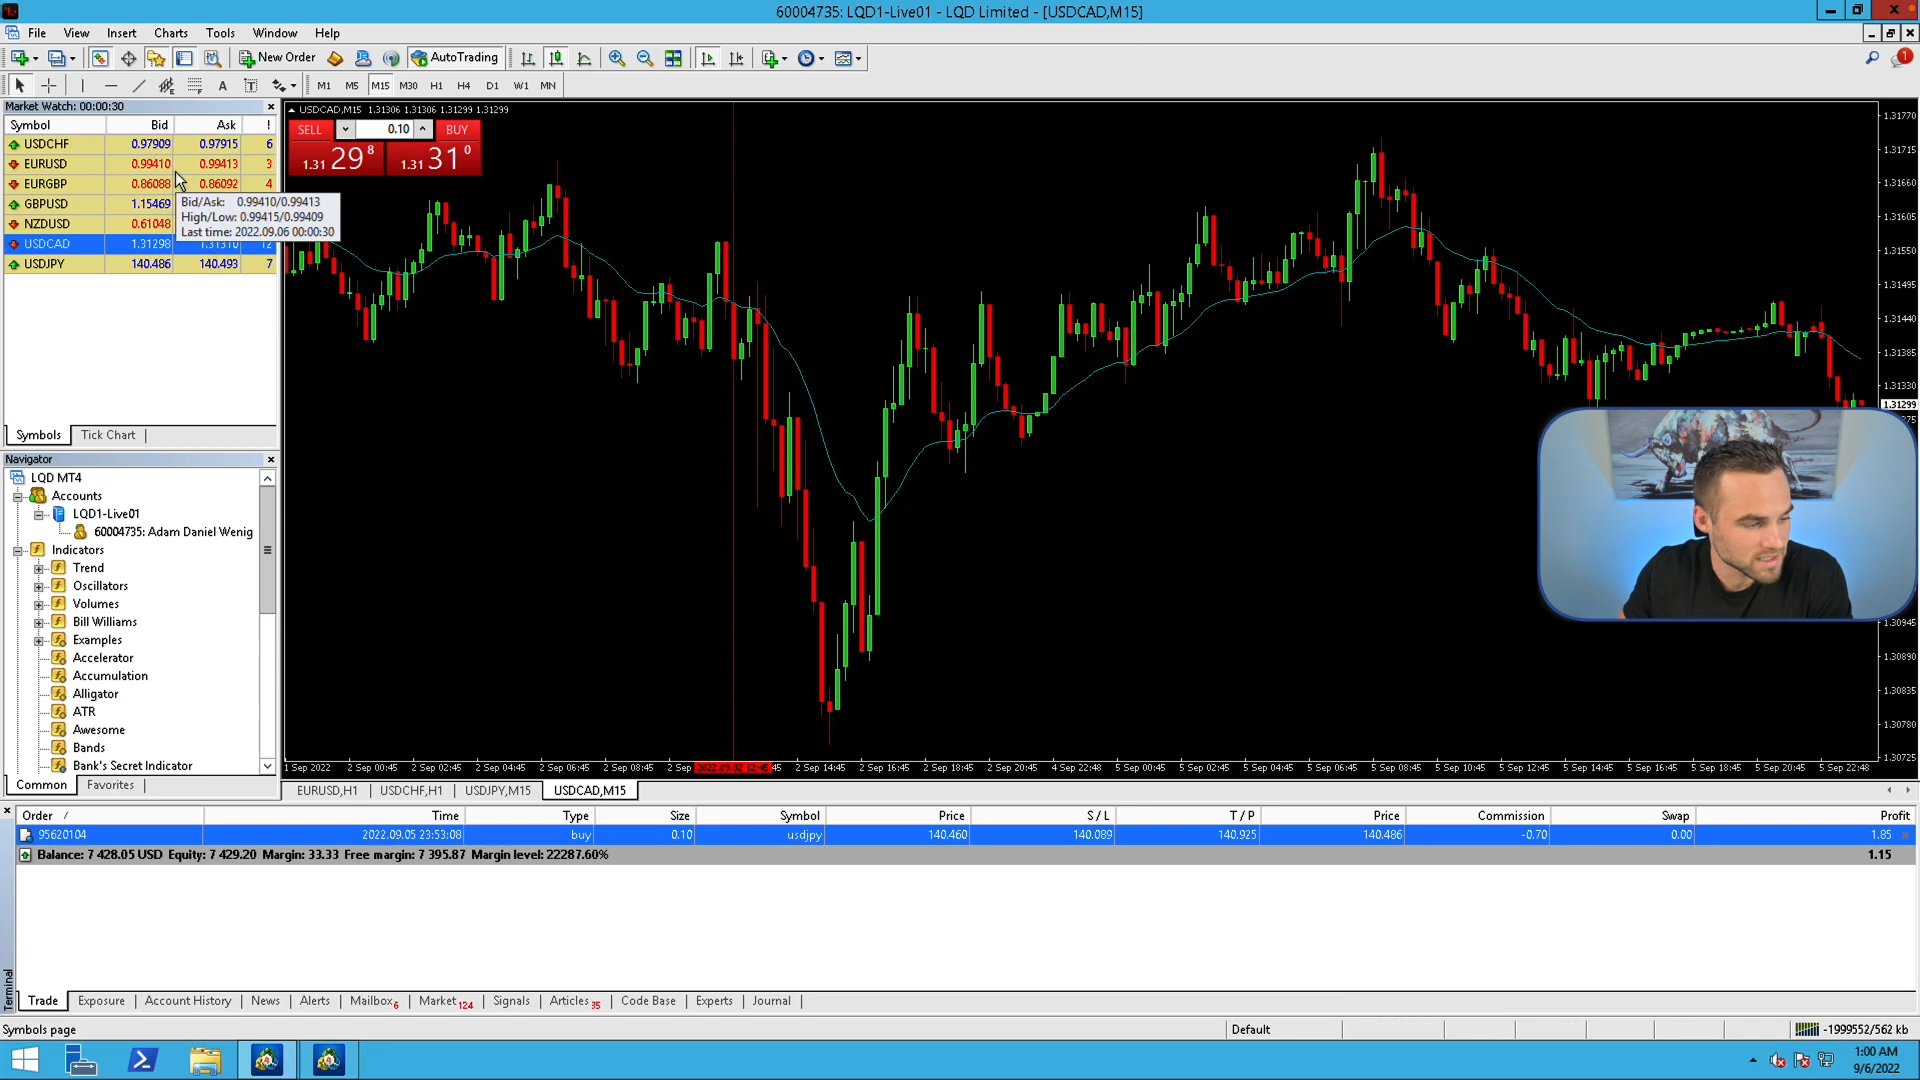 60004735: LQD1-Live01 - LQD Limited - [USDCAD,M15]
File View Insert Charts Tools Window Help
New Order AutoTrading
1
A T M1 M5 M15 M30 H1 H4 D1 W1 MN
Market Watch: 00:00:30
Symbol Bid Ask !
USDCHF 0.97909 0.97915 6
EURUSD 0.99410 0.99413 3
EURGBP 0.86088 0.86092 4
GBPUSD 1.15469
NZDUSD 0.61048
USDCAD 1.31298 1.31310 12
USDJPY 140.486 140.493 7
Bid/Ask: 0.99410/0.99413
High/Low: 0.99415/0.99409
Last time: 2022.09.06 00:00:30
Symbols Tick Chart
USDCAD,M15 1.31306 1.31306 1.31299 1.31299
SELL 0.10 BUY
1.31 29 8 1.31 31 0
1.31770
1.31715
1.31660
1.31605
1.31550
1.31495
1.31440
1.31385
1.31330
1.31299
1.30945
1.30890
1.30835
1.30780
1.30725
Navigator
LQD MT4
Accounts
LQD1-Live01
60004735: Adam Daniel Wenig
Indicators
Trend
Oscillators
Volumes
Bill Williams
Examples
Accelerator
Accumulation
Alligator
ATR
Awesome
Bands
Bank's Secret Indicator
Common Favorites
1 Sep 2022 2 Sep 00:45 2 Sep 02:45 2 Sep 04:45 2 Sep 06:45 2 Sep 08:45 2 Sep 2022.09.02 12:45 45 2 Sep 14:45 2 Sep 16:45 2 Sep 18:45 2 Sep 20:45 4 Sep 22:48 5 Sep 00:45 5 Sep 02:45 5 Sep 04:45 5 Sep 06:45 5 Sep 08:45 5 Sep 10:45 5 Sep 12:45 5 Sep 14:45 5 Sep 16:45 5 Sep 18:45 5 Sep 20:45 5 Sep 22:48
EURUSD,H1 USDCHF,H1 USDJPY,M15 USDCAD,M15
Order / Time Type Size Symbol Price S / L T / P Price Commission Swap Profit
95620104 2022.09.05 23:53:08 buy 0.10 usdjpy 140.460 140.089 140.925 140.486 -0.70 0.00 1.85
Balance: 7 428.05 USD Equity: 7 429.20 Margin: 33.33 Free margin: 7 395.87 Margin level: 22287.60% 1.15
Terminal
Trade Exposure Account History News Alerts Mailbox 6 Market 124 Signals Articles 35 Code Base Experts Journal
Symbols page Default -1999552/562 kb
1:00 AM
9/6/2022